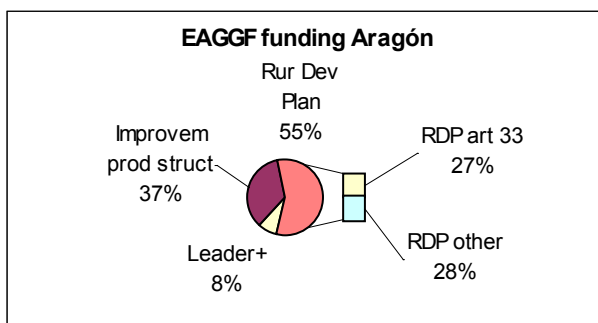 EAGGF funding Aragón
Rur Dev
Plan
55%
Improvem
prod struct
37%
RDP art 33
27%
Leader+
8%
RDP other
28%